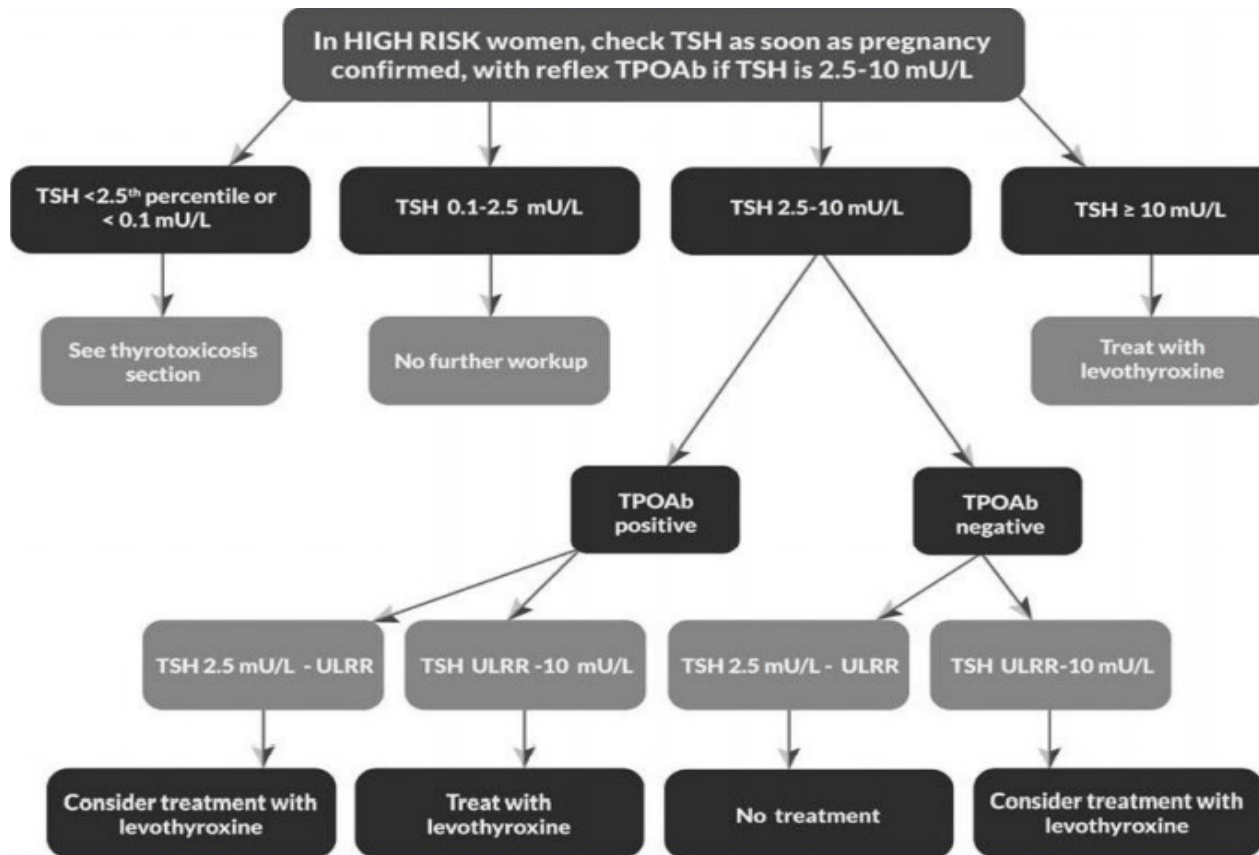 In HIGH RISK women, check TSH as soon as pregnancy
confirmed, with reflex TPOAb if TSH is 2.5-10 mU/L
TSH <2.5th percentile or
< 0.1 mU/L
TSH 0.1-2.5 mU/L
TSH 2.5-10 mU/L
TSH ≥ 10 mU/L
See thyrotoxicosis
section
No further workup
Treat with
levothyroxine
TPOAb
positive
TPOAb
negative
TSH 2.5 mU/L - ULRR
TSH ULRR -10 mU/L
TSH 2.5 mU/L - ULRR
TSH ULRR-10 mU/L
Consider treatment with
levothyroxine
Treat with
levothyroxine
No treatment
Consider treatment with
levothyroxine